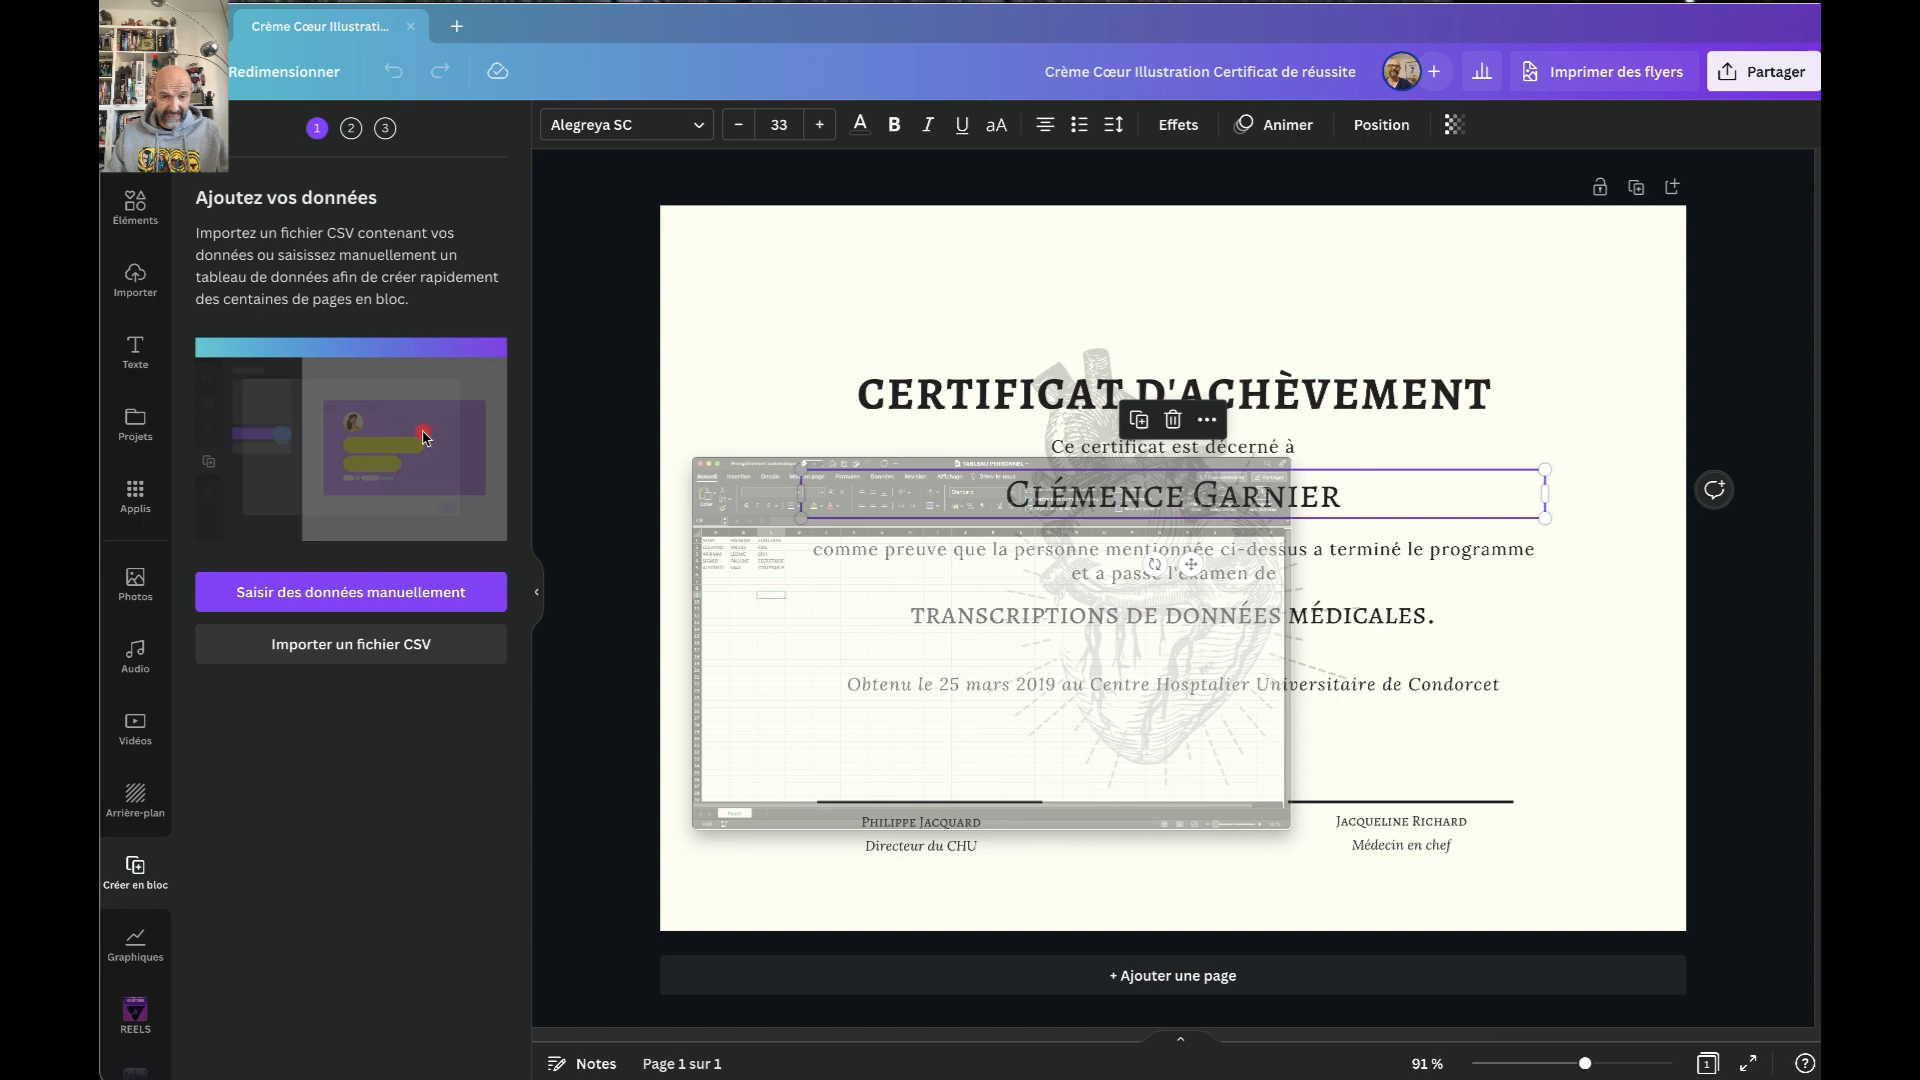 Crème Cœur Illustrati...
Redimensionner
Crème Cœur Illustration Certificat de réussite
Imprimer des flyers
Partager
1
2
3
Alegreya SC
33
B
I
U
aA
Effets
Animer
Position
Éléments
Importer
Texte
Projets
Applis
Photos
Audio
Vidéos
Arrière-plan
Créer en bloc
Graphiques
REELS
Ajoutez vos données
Importez un fichier CSV contenant vos
données ou saisissez manuellement un
tableau de données afin de créer rapidement
des centaines de pages en bloc.
Saisir des données manuellement
Importer un fichier CSV
CERTIFICAT D'ACHÈVEMENT
Ce certificat est décerné à
TABLEAU PERSONNEL
Clémence Garnier
comme preuve que la personne mentionnée ci-dessus a terminé le programme
et a passé l'examen de
TRANSCRIPTIONS DE DONNÉES MÉDICALES.
Obtenu le 25 mars 2019 au Centre Hosptalier Universitaire de Condorcet
Philippe Jacquard
Directeur du CHU
Jacqueline Richard
Médecin en chef
+ Ajouter une page
Notes
Page 1 sur 1
91 %
1